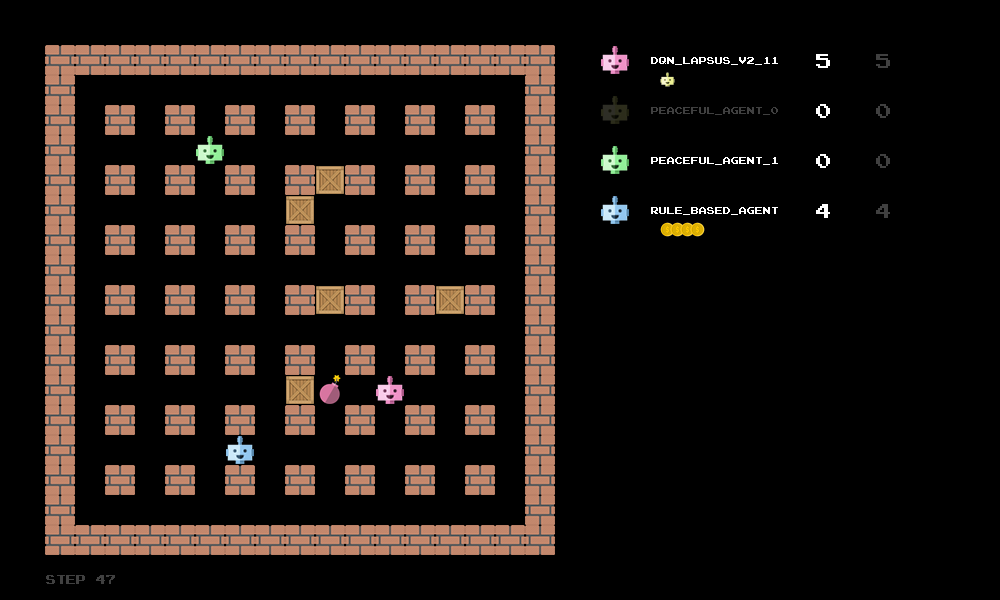 DQN_LAPSUS_V2_11 5 5
PEACEFUL_AGENT_0 0 0
PEACEFUL_AGENT_1 0 0
RULE_BASED_AGENT 4 4
STEP 47